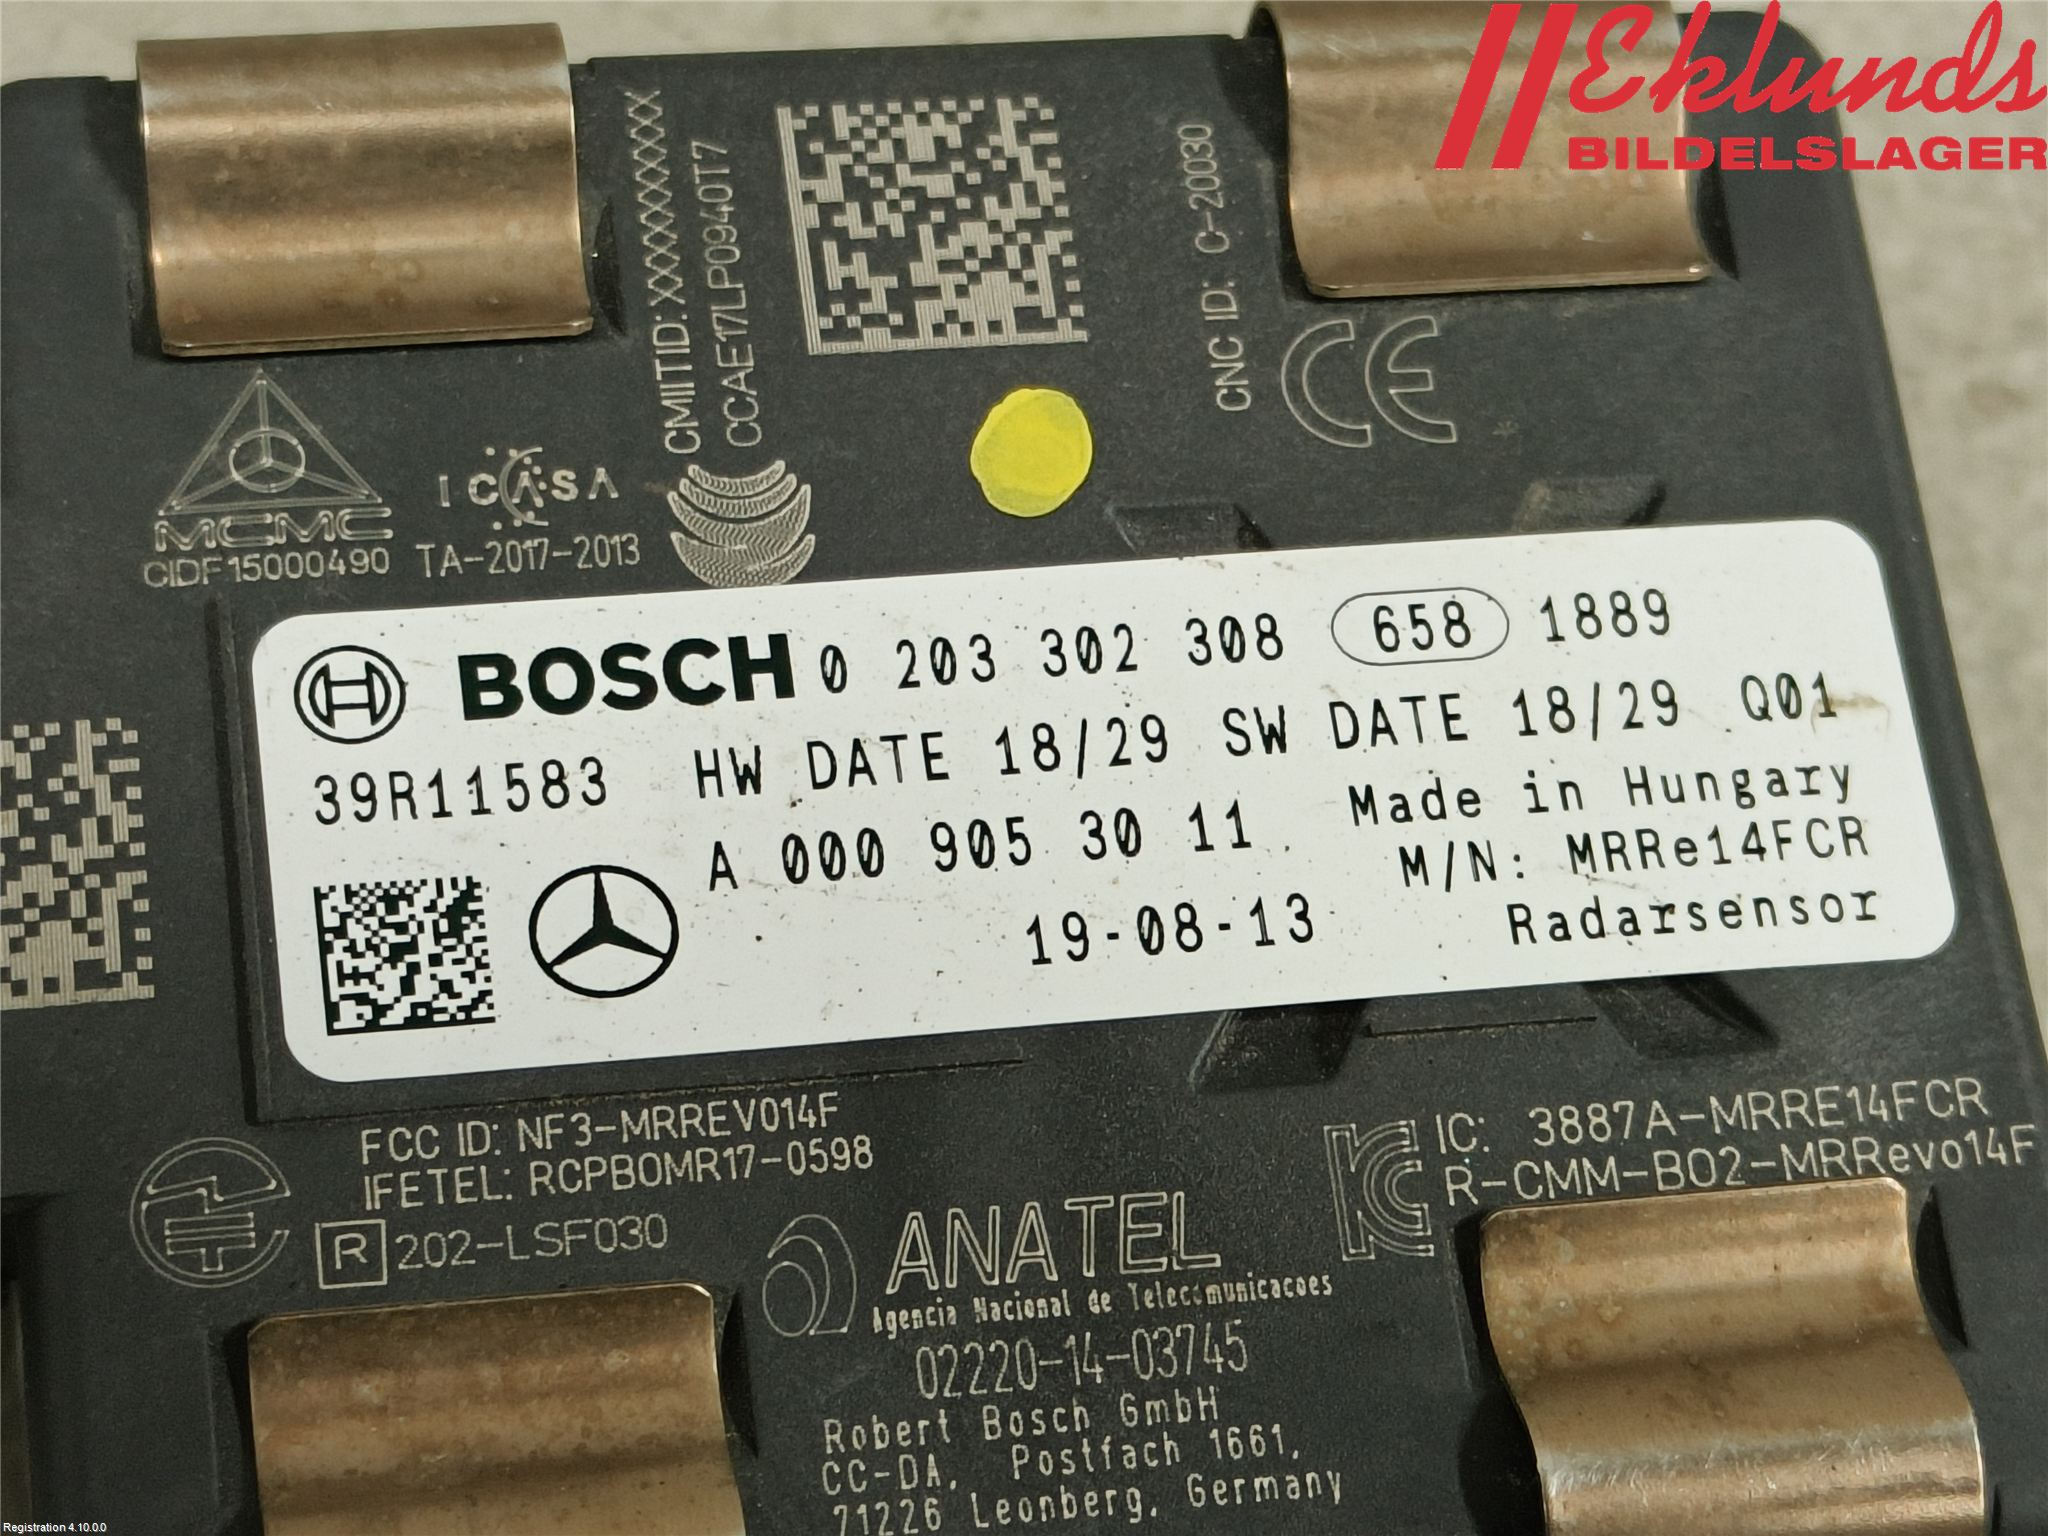 Eklunds
BILDELSLAGER
CMIITID: XXXXXXXXXX
CCAE17LP0940T7
CNC ID: C-20030
CE
MCMC
CIDF15000490
ICASA
TA-2017-2013
BOSCH 0 203 302 308 658 1889
39R11583 HW DATE 18/29 SW DATE 18/29 Q01
A 000 905 30 11 Made in Hungary
M/N: MRRe14FCR
19-08-13 Radarsensor
FCC ID: NF3-MRREVO14F
IFETEL: RCPBOMR17-0598
R 202-LSF030
IC: 3887A-MRRE14FCR
R-CMM-BO2-MRRevo14F
ANATEL
Agencia Nacional de Telecomunicacoes
02220-14-03745
Robert Bosch GmbH
CC-DA, Postfach 1661,
71226 Leonberg, Germany
Registration 4.10.0.0